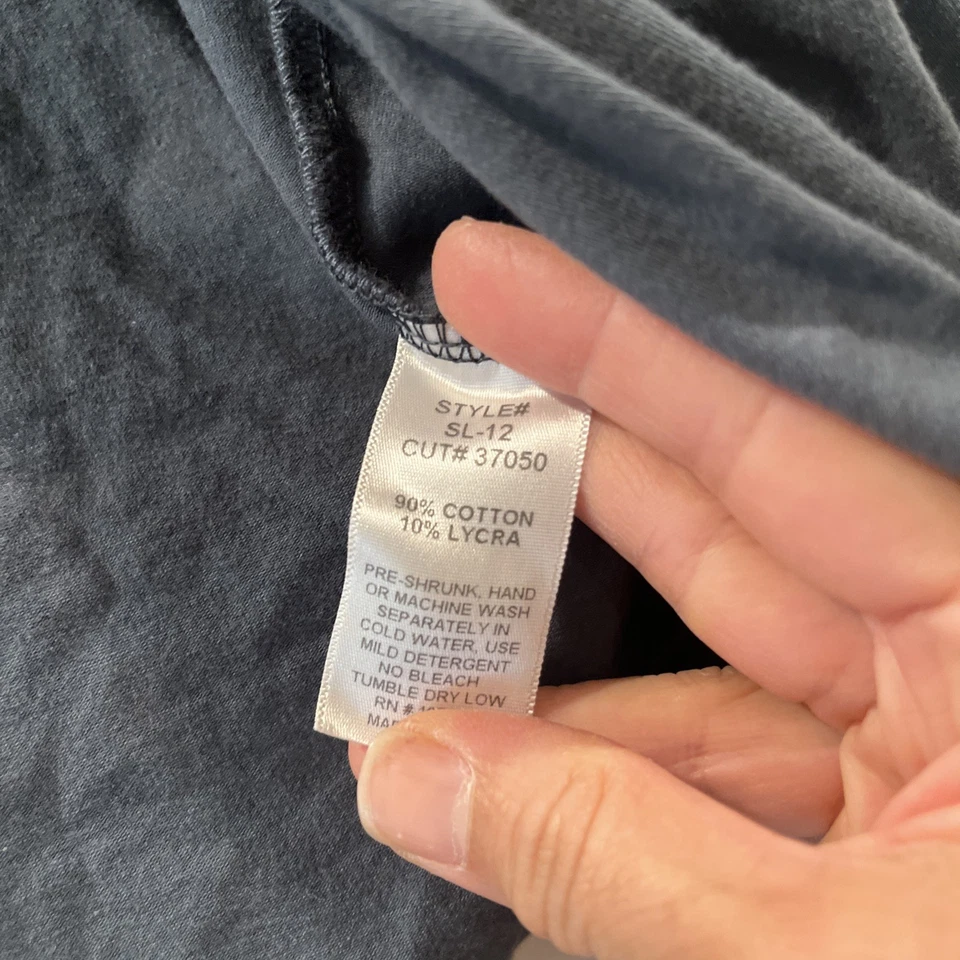 STYLE#
SL-12
CUT# 37050
90% COTTON
10% LYCRA
PRE-SHRUNK, HAND
OR MACHINE WASH
SEPARATELY IN
COLD WATER, USE
MILD DETERGENT
NO BLEACH
TUMBLE DRY LOW
RN #